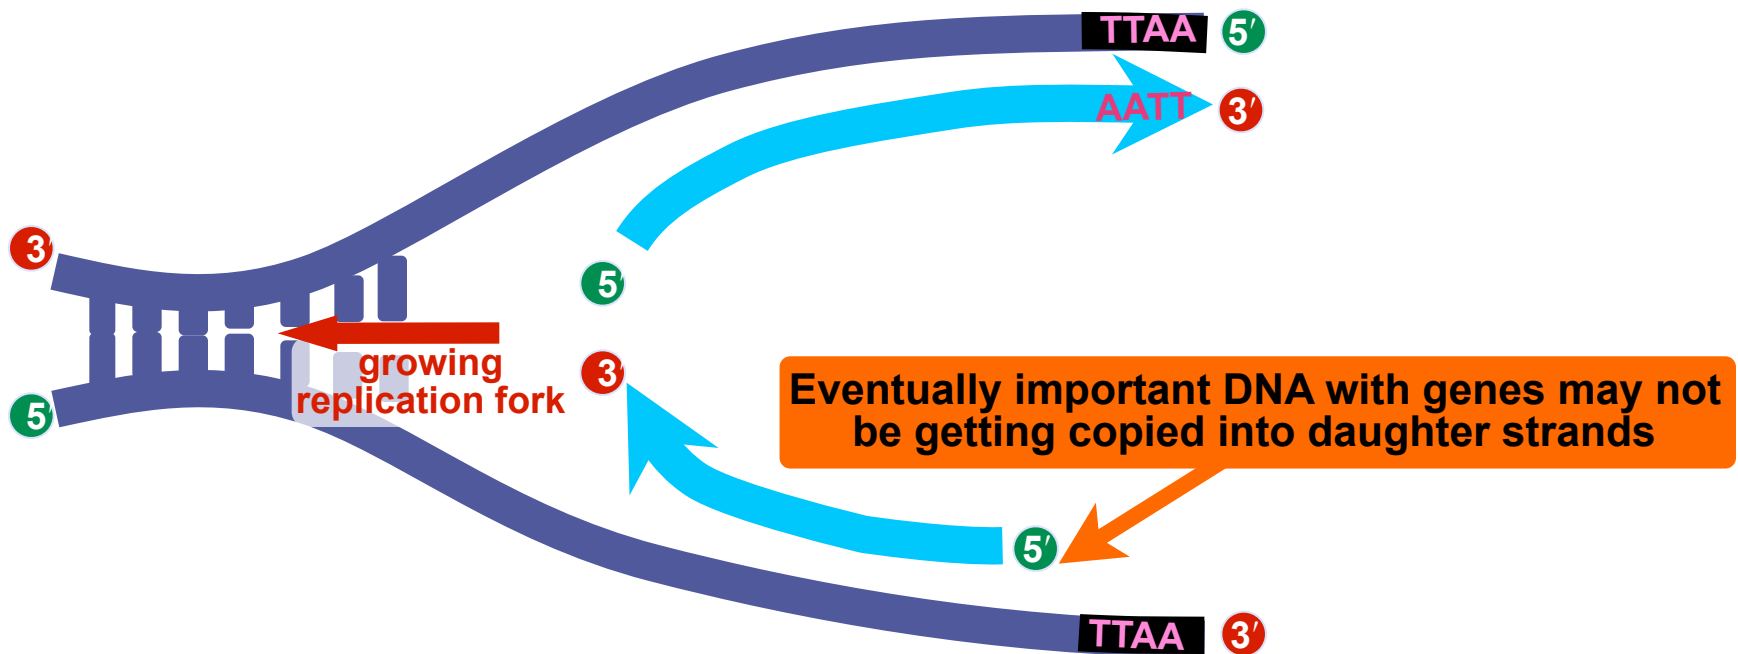 TTAA 5′
AATT 3′
3′
5′
growing
replication fork
3′
Eventually important DNA with genes may not
be getting copied into daughter strands
5′
5′
TTAA 3′